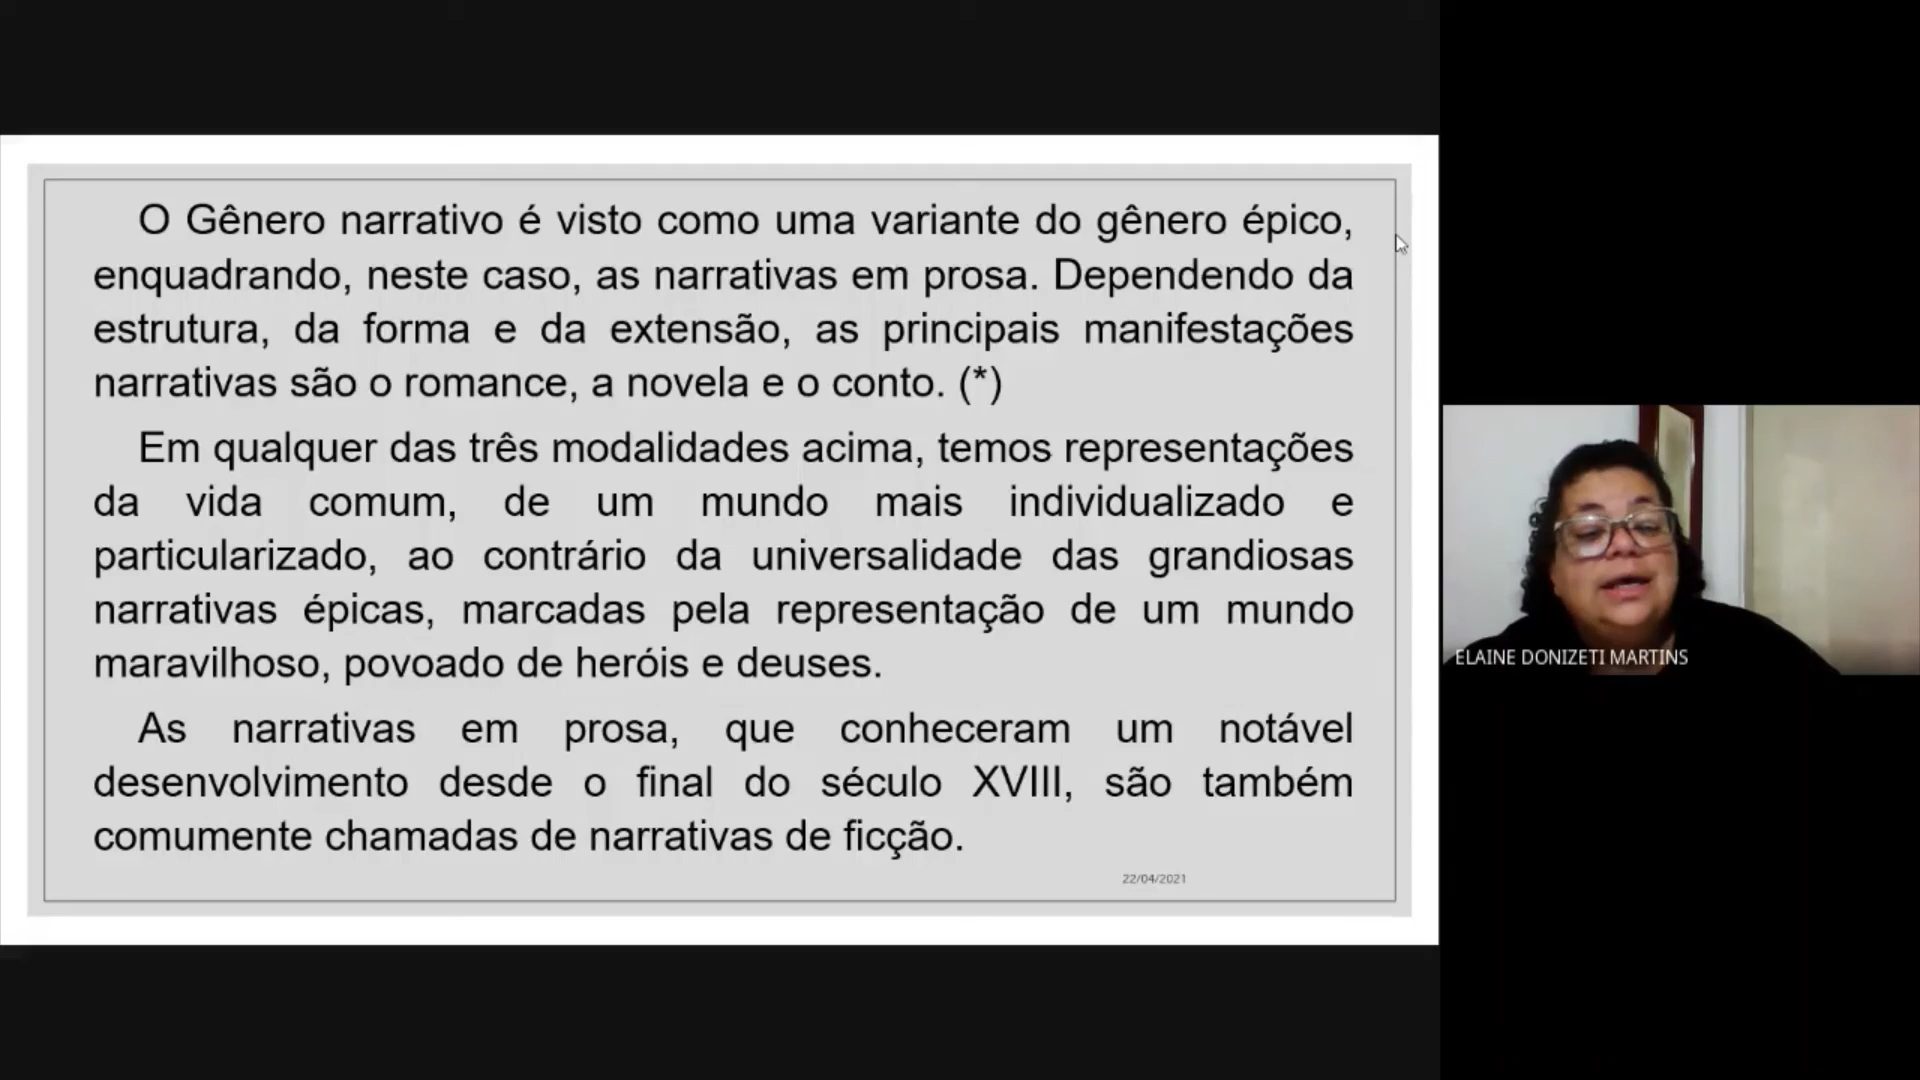 O Gênero narrativo é visto como uma variante do gênero épico,
enquadrando, neste caso, as narrativas em prosa. Dependendo da
estrutura, da forma e da extensão, as principais manifestações
narrativas são o romance, a novela e o conto. (*)
Em qualquer das três modalidades acima, temos representações
da vida comum, de um mundo mais individualizado e
particularizado, ao contrário da universalidade das grandiosas
narrativas épicas, marcadas pela representação de um mundo
maravilhoso, povoado de heróis e deuses.
As narrativas em prosa, que conheceram um notável
desenvolvimento desde o final do século XVIII, são também
comumente chamadas de narrativas de ficção.
22/04/2021
ELAINE DONIZETI MARTINS